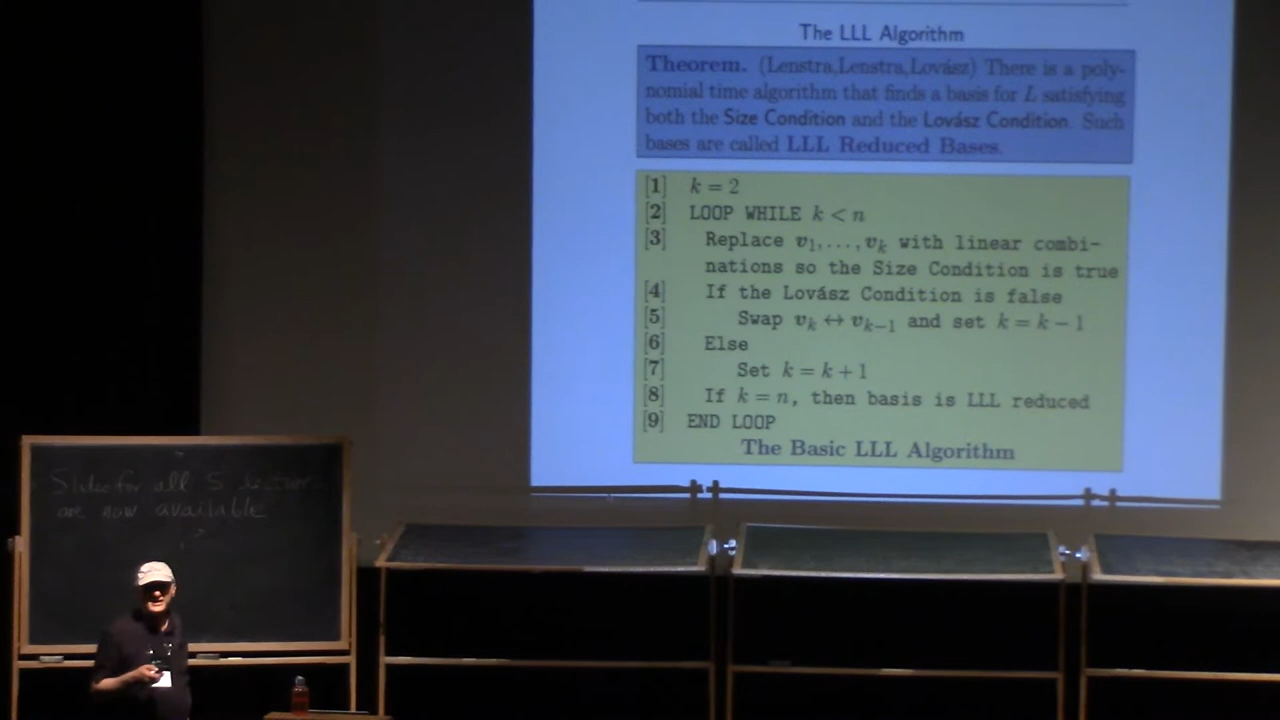 The LLL Algorithm
Theorem. (Lenstra,Lenstra,Lovász) There is a poly-
nomial time algorithm that finds a basis for L satisfying
both the Size Condition and the Lovász Condition. Such
bases are called LLL Reduced Bases.
[1] k = 2
[2] LOOP WHILE k < n
[3] Replace v₁,...,vₖ with linear combi-
nations so the Size Condition is true
[4] If the Lovász Condition is false
[5] Swap vₖ ↔ vₖ₋₁ and set k = k − 1
[6] Else
[7] Set k = k + 1
[8] If k = n, then basis is LLL reduced
[9] END LOOP
The Basic LLL Algorithm
Slides for all 5 lectures
are now available